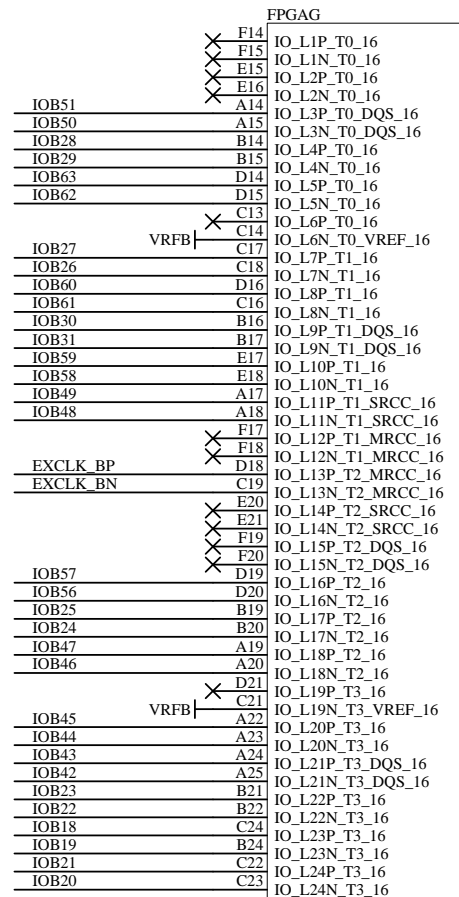 FPGAG
F14 IO_L1P_T0_16
F15 IO_L1N_T0_16
E15 IO_L2P_T0_16
E16 IO_L2N_T0_16
IOB51 A14 IO_L3P_T0_DQS_16
IOB50 A15 IO_L3N_T0_DQS_16
IOB28 B14 IO_L4P_T0_16
IOB29 B15 IO_L4N_T0_16
IOB63 D14 IO_L5P_T0_16
IOB62 D15 IO_L5N_T0_16
C13 IO_L6P_T0_16
VRFB C14 IO_L6N_T0_VREF_16
IOB27 C17 IO_L7P_T1_16
IOB26 C18 IO_L7N_T1_16
IOB60 D16 IO_L8P_T1_16
IOB61 C16 IO_L8N_T1_16
IOB30 B16 IO_L9P_T1_DQS_16
IOB31 B17 IO_L9N_T1_DQS_16
IOB59 E17 IO_L10P_T1_16
IOB58 E18 IO_L10N_T1_16
IOB49 A17 IO_L11P_T1_SRCC_16
IOB48 A18 IO_L11N_T1_SRCC_16
F17 IO_L12P_T1_MRCC_16
F18 IO_L12N_T1_MRCC_16
EXCLK_BP D18 IO_L13P_T2_MRCC_16
EXCLK_BN C19 IO_L13N_T2_MRCC_16
E20 IO_L14P_T2_SRCC_16
E21 IO_L14N_T2_SRCC_16
F19 IO_L15P_T2_DQS_16
F20 IO_L15N_T2_DQS_16
IOB57 D19 IO_L16P_T2_16
IOB56 D20 IO_L16N_T2_16
IOB25 B19 IO_L17P_T2_16
IOB24 B20 IO_L17N_T2_16
IOB47 A19 IO_L18P_T2_16
IOB46 A20 IO_L18N_T2_16
D21 IO_L19P_T3_16
VRFB C21 IO_L19N_T3_VREF_16
IOB45 A22 IO_L20P_T3_16
IOB44 A23 IO_L20N_T3_16
IOB43 A24 IO_L21P_T3_DQS_16
IOB42 A25 IO_L21N_T3_DQS_16
IOB23 B21 IO_L22P_T3_16
IOB22 B22 IO_L22N_T3_16
IOB18 C24 IO_L23P_T3_16
IOB19 B24 IO_L23N_T3_16
IOB21 C22 IO_L24P_T3_16
IOB20 C23 IO_L24N_T3_16